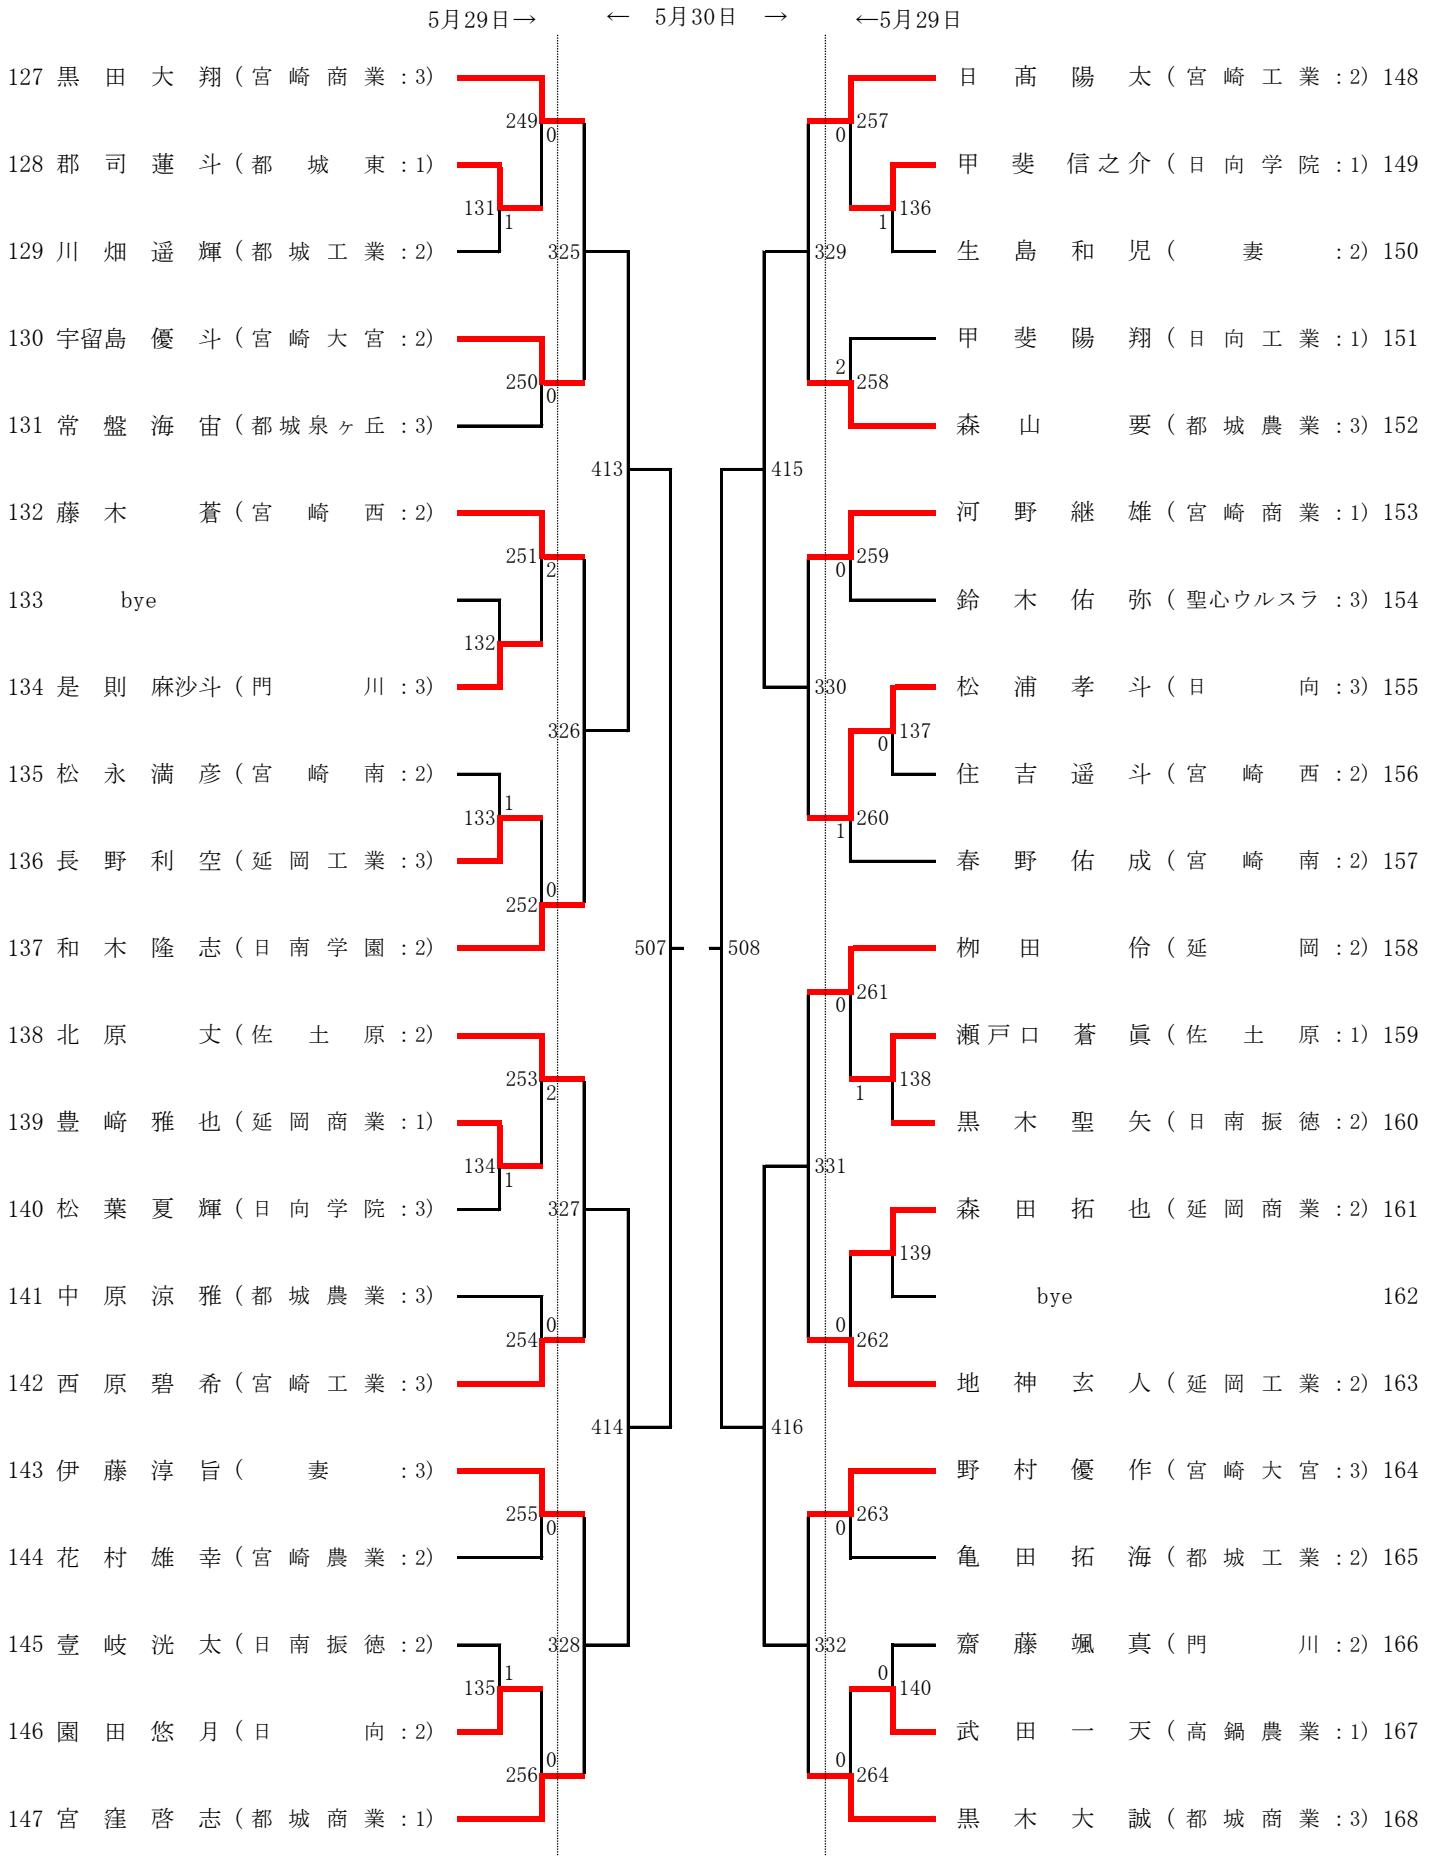 5月29日→ ← 5月30日 → ←5月29日
127 黒田大翔(宮崎商業:3) 日髙陽太(宮崎工業:2) 148
249 0 0 257
128 郡司蓮斗(都城東:1) 甲斐信之介(日向学院:1) 149
131 1 1 136
129 川畑遥輝(都城工業:2) 325 329 生島和児(妻:2) 150
130 宇留島優斗(宮崎大宮:2) 甲斐陽翔(日向工業:1) 151
250 0 2 258
131 常盤海宙(都城泉ヶ丘:3) 森山要(都城農業:3) 152
413 415
132 藤木蒼(宮崎西:2) 河野継雄(宮崎商業:1) 153
251 2 0 259
133 bye 鈴木佑弥(聖心ウルスラ:3) 154
132
134 是則麻沙斗(門川:3) 330 松浦孝斗(日向:3) 155
326 0 137
135 松永満彦(宮崎南:2) 住吉遥斗(宮崎西:2) 156
133 1 1 260
136 長野利空(延岡工業:3) 春野佑成(宮崎南:2) 157
252 0
137 和木隆志(日南学園:2) 507 508 栁田伶(延岡:2) 158
0 261
138 北原丈(佐土原:2) 瀬戸口蒼眞(佐土原:1) 159
253 2 1 138
139 豊﨑雅也(延岡商業:1) 黒木聖矢(日南振徳:2) 160
134 1 331
140 松葉夏輝(日向学院:3) 327 森田拓也(延岡商業:2) 161
139
141 中原涼雅(都城農業:3) bye 162
254 0 0 262
142 西原碧希(宮崎工業:3) 地神玄人(延岡工業:2) 163
414 416
143 伊藤淳旨(妻:3) 野村優作(宮崎大宮:3) 164
255 0 0 263
144 花村雄幸(宮崎農業:2) 亀田拓海(都城工業:2) 165
145 壹岐洸太(日南振徳:2) 328 332 齋藤颯真(門川:2) 166
135 1 0 140
146 園田悠月(日向:2) 武田一天(高鍋農業:1) 167
256 0 0 264
147 宮窪啓志(都城商業:1) 黒木大誠(都城商業:3) 168